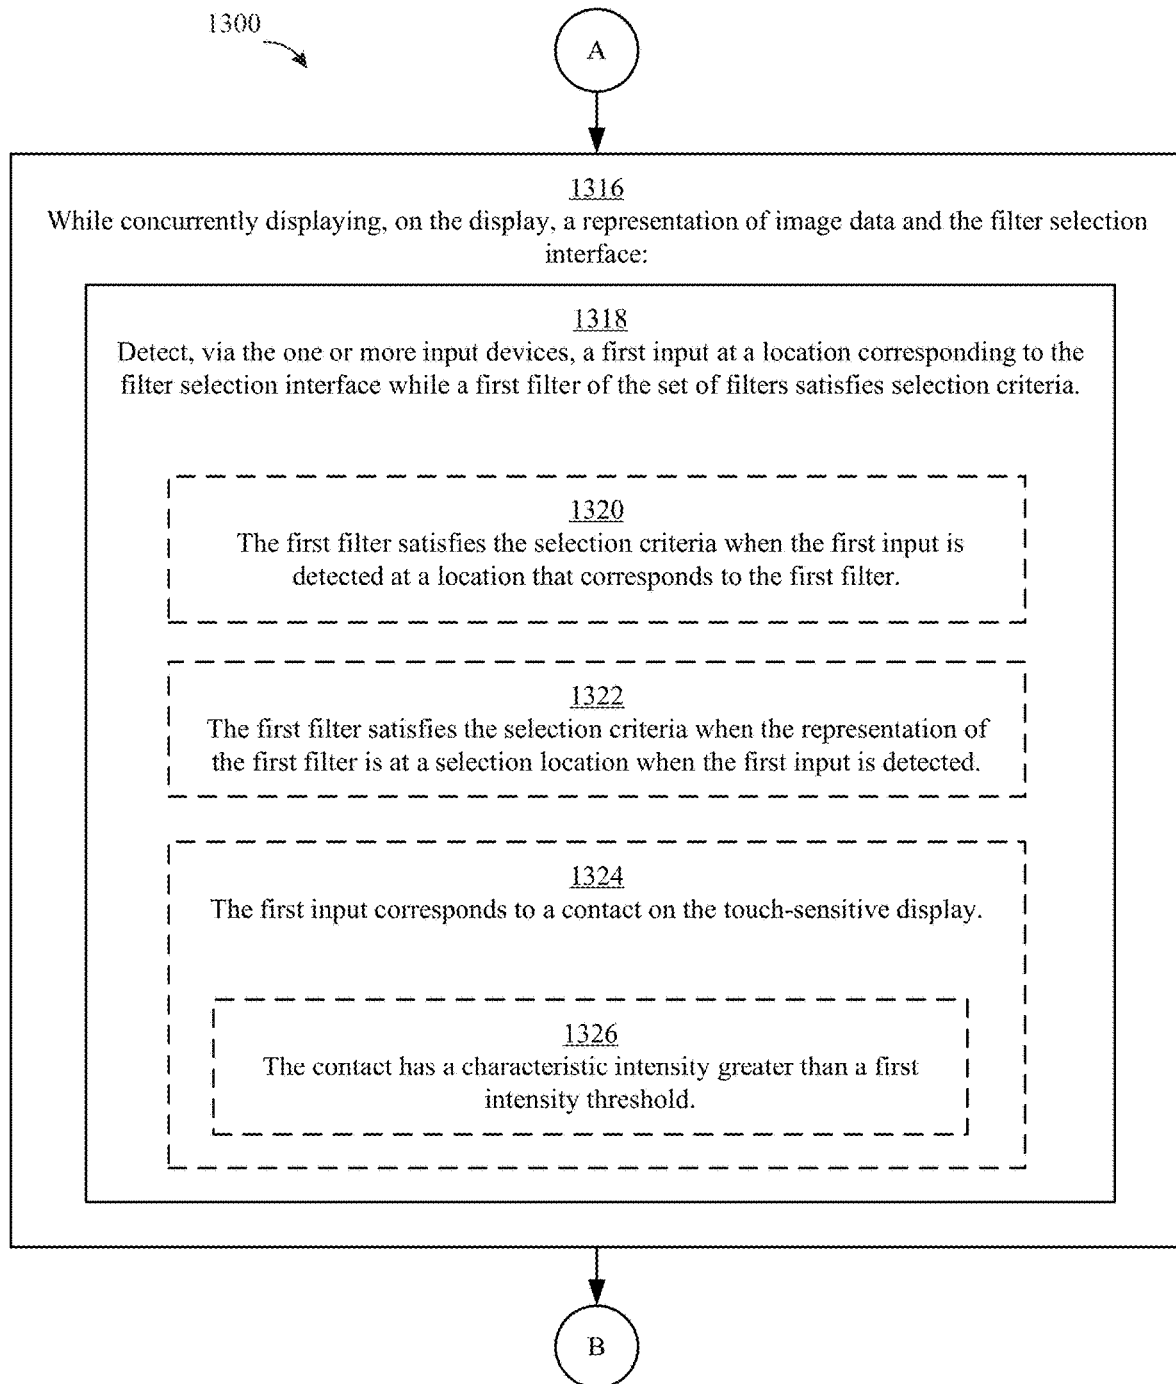 1300
A
1316
While concurrently displaying, on the display, a representation of image data and the filter selection
interface:
1318
Detect, via the one or more input devices, a first input at a location corresponding to the
filter selection interface while a first filter of the set of filters satisfies selection criteria.
1320
The first filter satisfies the selection criteria when the first input is
detected at a location that corresponds to the first filter.
1322
The first filter satisfies the selection criteria when the representation of
the first filter is at a selection location when the first input is detected.
1324
The first input corresponds to a contact on the touch-sensitive display.
1326
The contact has a characteristic intensity greater than a first
intensity threshold.
B